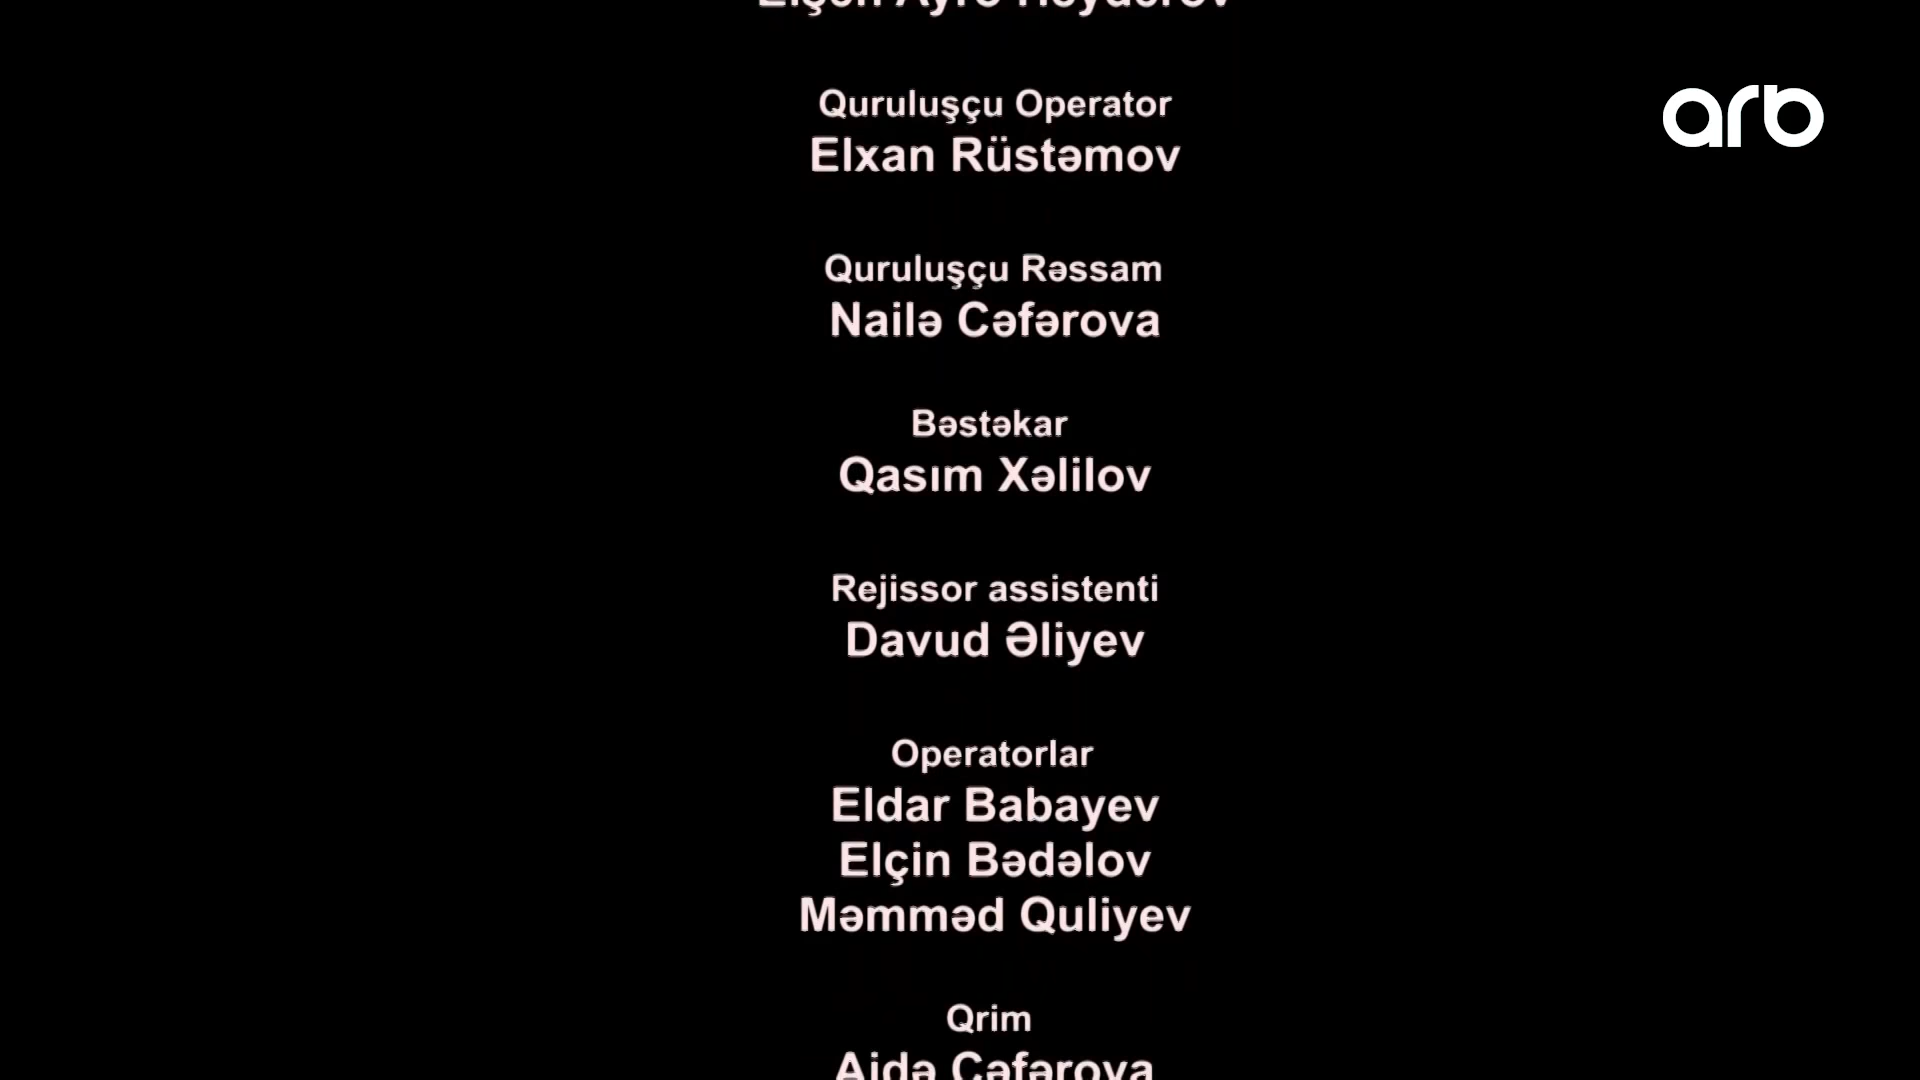 Quruluşçu Operator
arb
Elxan Rüstəmov
Quruluşçu Rəssam
Nailə Cəfərova
Bəstəkar
Qasım Xəlilov
Rejissor assistenti
Davud Əliyev
Operatorlar
Eldar Babayev
Elçin Bədəlov
Məmməd Quliyev
Qrim
Aidə Cəfərova